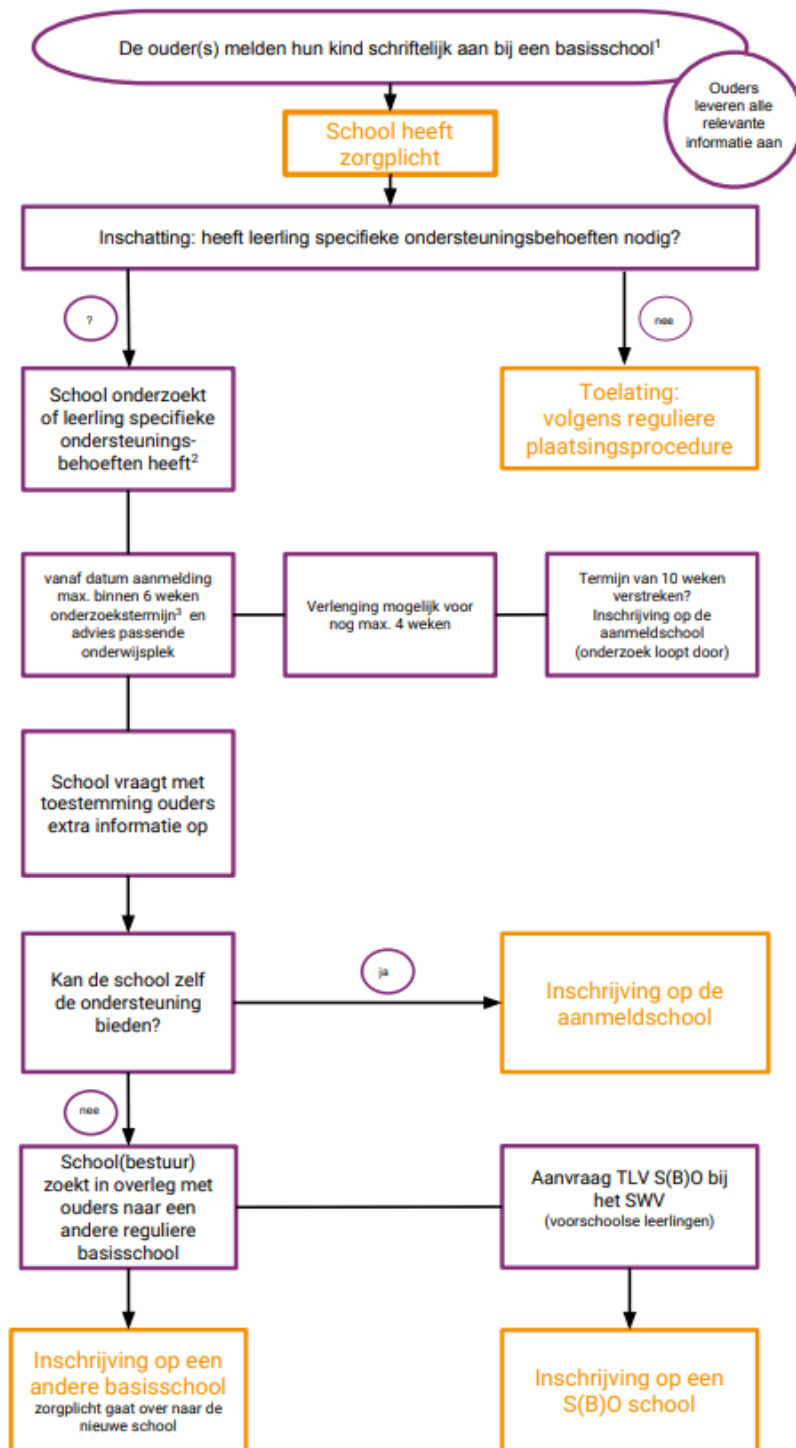 De ouder(s) melden hun kind schriftelijk aan bij een basisschool¹
Ouders
leveren alle
relevante
informatie aan
School heeft
zorgplicht
Inschatting: heeft leerling specifieke ondersteuningsbehoeften nodig?
?
nee
School onderzoekt
of leerling specifieke
ondersteunings-
behoeften heeft²
Toelating:
volgens reguliere
plaatsingsprocedure
vanaf datum aanmelding
max. binnen 6 weken
onderzoekstermijn³ en
advies passende
onderwijsplek
Verlenging mogelijk voor
nog max. 4 weken
Termijn van 10 weken
verstreken?
Inschrijving op de
aanmeldschool
(onderzoek loopt door)
School vraagt met
toestemming ouders
extra informatie op
Kan de school zelf
de ondersteuning
bieden?
ja
Inschrijving op de
aanmeldschool
nee
School(bestuur)
zoekt in overleg met
ouders naar een
andere reguliere
basisschool
Aanvraag TLV S(B)O bij
het SWV
(voorschoolse leerlingen)
Inschrijving op een
andere basisschool
zorgplicht gaat over naar de
nieuwe school
Inschrijving op een
S(B)O school